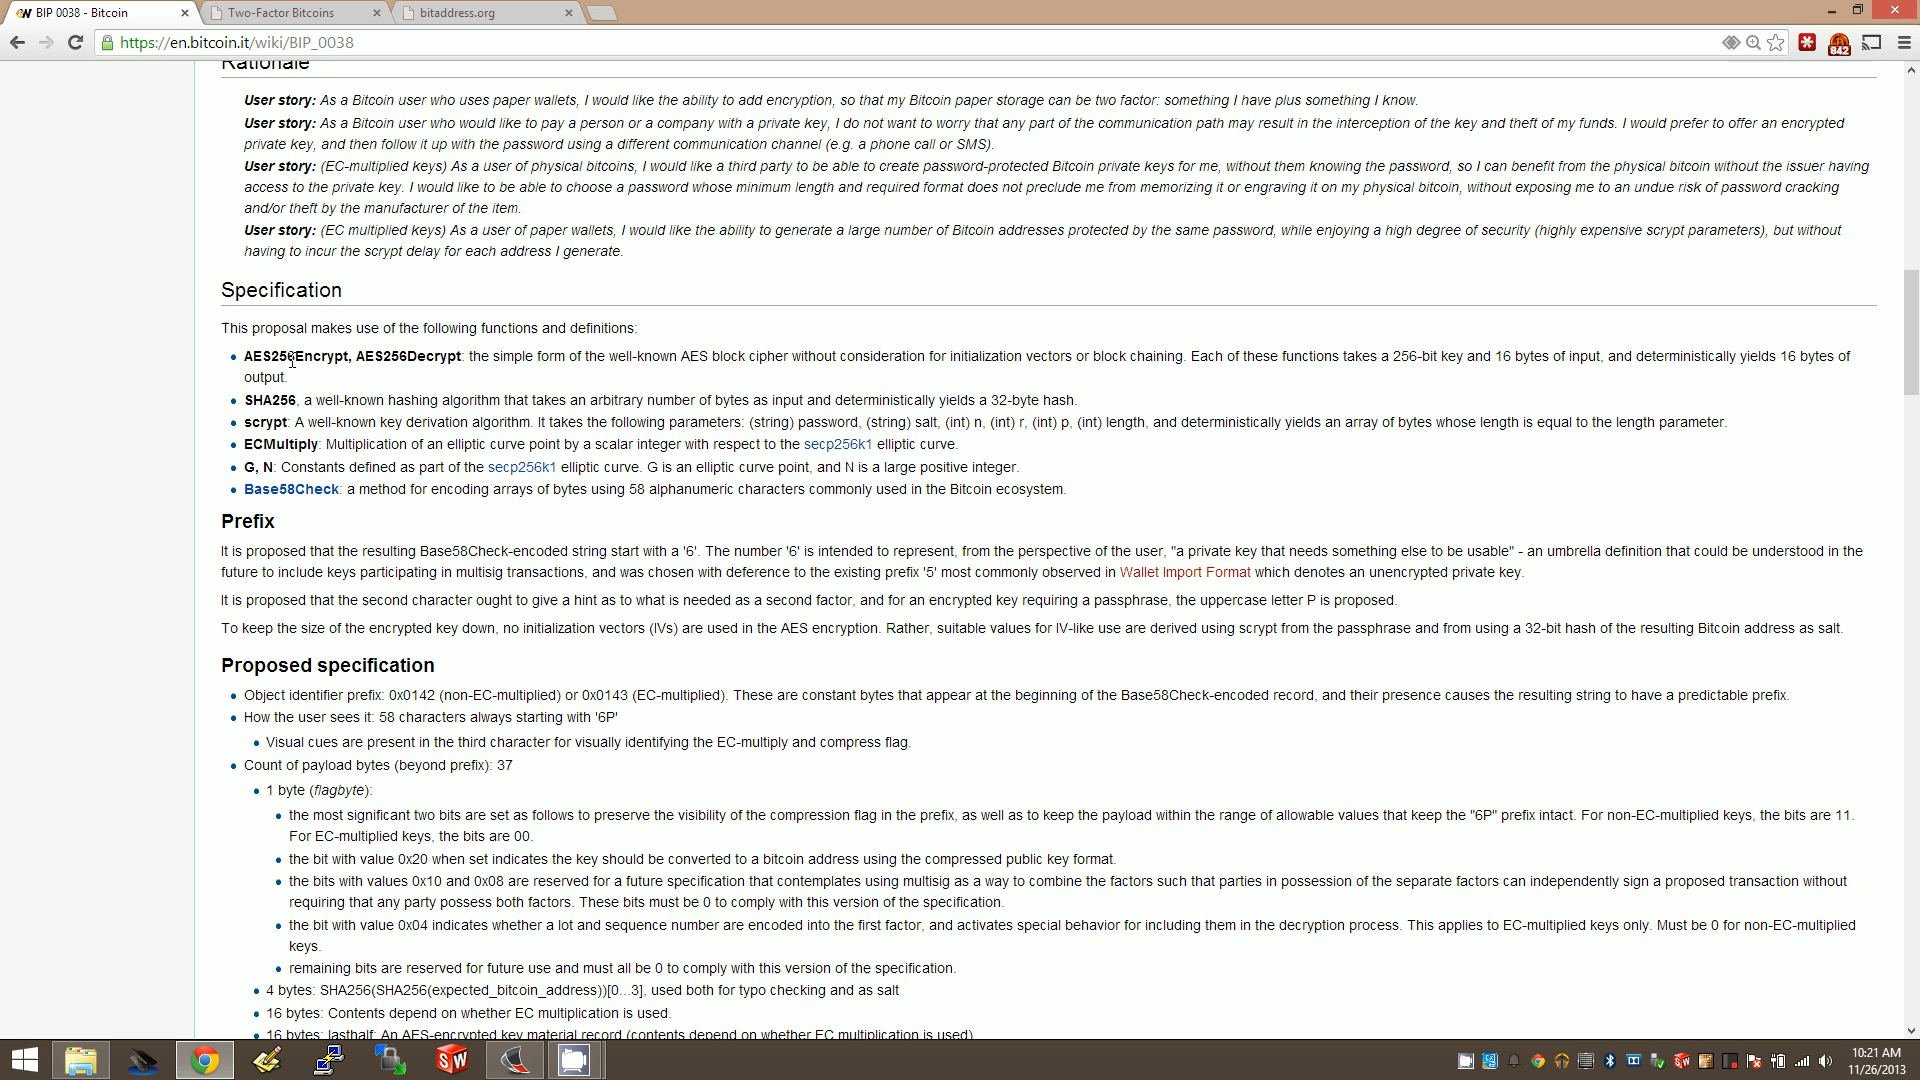 BIP 0038 - Bitcoin
Two-Factor Bitcoins
bitaddress.org
https://en.bitcoin.it/wiki/BIP_0038
842
Rationale
User story: As a Bitcoin user who uses paper wallets, I would like the ability to add encryption, so that my Bitcoin paper storage can be two factor: something I have plus something I know.
User story: As a Bitcoin user who would like to pay a person or a company with a private key, I do not want to worry that any part of the communication path may result in the interception of the key and theft of my funds. I would prefer to offer an encrypted
private key, and then follow it up with the password using a different communication channel (e.g. a phone call or SMS).
User story: (EC-multiplied keys) As a user of physical bitcoins, I would like a third party to be able to create password-protected Bitcoin private keys for me, without them knowing the password, so I can benefit from the physical bitcoin without the issuer having
access to the private key. I would like to be able to choose a password whose minimum length and required format does not preclude me from memorizing it or engraving it on my physical bitcoin, without exposing me to an undue risk of password cracking
and/or theft by the manufacturer of the item.
User story: (EC multiplied keys) As a user of paper wallets, I would like the ability to generate a large number of Bitcoin addresses protected by the same password, while enjoying a high degree of security (highly expensive scrypt parameters), but without
having to incur the scrypt delay for each address I generate.
Specification
This proposal makes use of the following functions and definitions:
AES256Encrypt, AES256Decrypt: the simple form of the well-known AES block cipher without consideration for initialization vectors or block chaining. Each of these functions takes a 256-bit key and 16 bytes of input, and deterministically yields 16 bytes of
output.
SHA256, a well-known hashing algorithm that takes an arbitrary number of bytes as input and deterministically yields a 32-byte hash.
scrypt: A well-known key derivation algorithm. It takes the following parameters: (string) password, (string) salt, (int) n, (int) r, (int) p, (int) length, and deterministically yields an array of bytes whose length is equal to the length parameter.
ECMultiply: Multiplication of an elliptic curve point by a scalar integer with respect to the secp256k1 elliptic curve.
G, N: Constants defined as part of the secp256k1 elliptic curve. G is an elliptic curve point, and N is a large positive integer.
Base58Check: a method for encoding arrays of bytes using 58 alphanumeric characters commonly used in the Bitcoin ecosystem.
Prefix
It is proposed that the resulting Base58Check-encoded string start with a '6'. The number '6' is intended to represent, from the perspective of the user, "a private key that needs something else to be usable" - an umbrella definition that could be understood in the
future to include keys participating in multisig transactions, and was chosen with deference to the existing prefix '5' most commonly observed in Wallet Import Format which denotes an unencrypted private key.
It is proposed that the second character ought to give a hint as to what is needed as a second factor, and for an encrypted key requiring a passphrase, the uppercase letter P is proposed.
To keep the size of the encrypted key down, no initialization vectors (IVs) are used in the AES encryption. Rather, suitable values for IV-like use are derived using scrypt from the passphrase and from using a 32-bit hash of the resulting Bitcoin address as salt.
Proposed specification
Object identifier prefix: 0x0142 (non-EC-multiplied) or 0x0143 (EC-multiplied). These are constant bytes that appear at the beginning of the Base58Check-encoded record, and their presence causes the resulting string to have a predictable prefix.
How the user sees it: 58 characters always starting with '6P'
Visual cues are present in the third character for visually identifying the EC-multiply and compress flag.
Count of payload bytes (beyond prefix): 37
1 byte (flagbyte):
the most significant two bits are set as follows to preserve the visibility of the compression flag in the prefix, as well as to keep the payload within the range of allowable values that keep the "6P" prefix intact. For non-EC-multiplied keys, the bits are 11.
For EC-multiplied keys, the bits are 00.
the bit with value 0x20 when set indicates the key should be converted to a bitcoin address using the compressed public key format.
the bits with values 0x10 and 0x08 are reserved for a future specification that contemplates using multisig as a way to combine the factors such that parties in possession of the separate factors can independently sign a proposed transaction without
requiring that any party possess both factors. These bits must be 0 to comply with this version of the specification.
the bit with value 0x04 indicates whether a lot and sequence number are encoded into the first factor, and activates special behavior for including them in the decryption process. This applies to EC-multiplied keys only. Must be 0 for non-EC-multiplied
keys.
remaining bits are reserved for future use and must all be 0 to comply with this version of the specification.
4 bytes: SHA256(SHA256(expected_bitcoin_address))[0...3], used both for typo checking and as salt
16 bytes: Contents depend on whether EC multiplication is used.
16 bytes: lasthalf: An AES-encrypted key material record (contents depend on whether EC multiplication is used)
SW
10:21 AM
11/26/2013